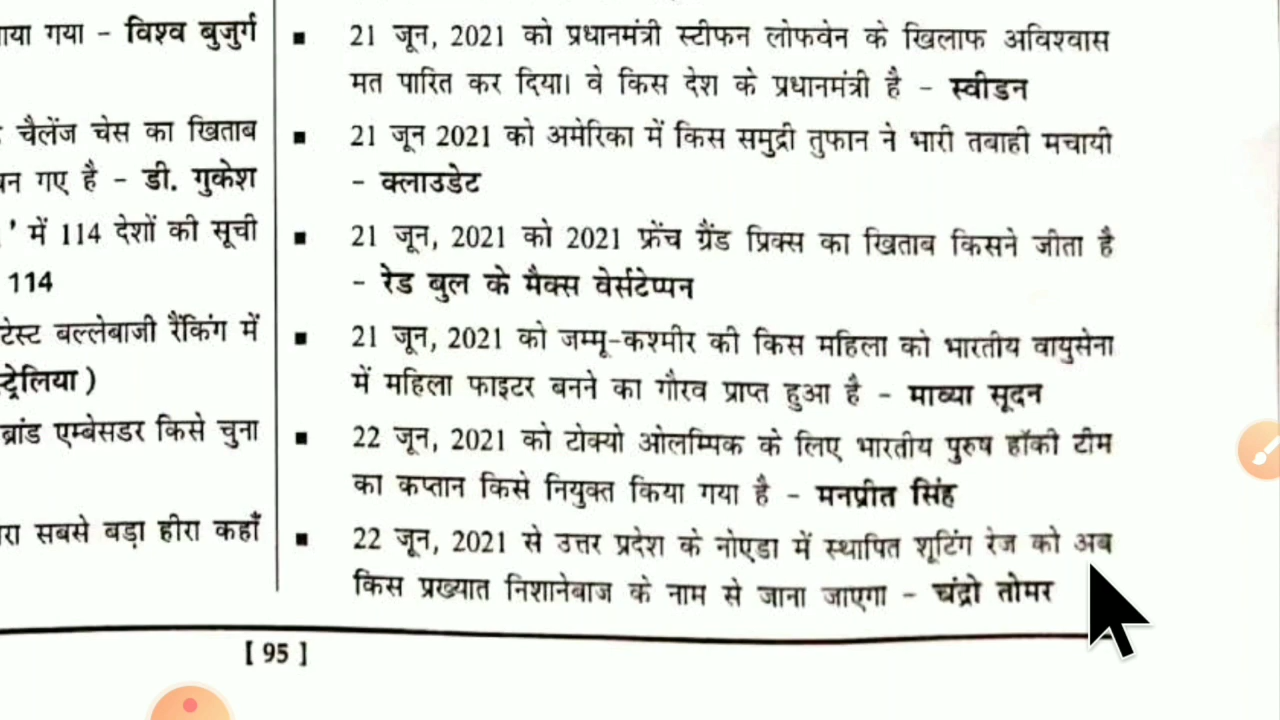 ाया गया - विश्व बुजुर्ग
चैलेंज चेस का खिताब
बन गए है - डी. गुकेश
' में 114 देशों की सूची
114
टेस्ट बल्लेबाजी रैंकिंग में
स्ट्रेलिया )
ब्रांड एम्बेसडर किसे चुना
रा सबसे बड़ा हीरा कहाँ
▪ 21 जून, 2021 को प्रधानमंत्री स्टीफन लोफवेन के खिलाफ अविश्वास
मत पारित कर दिया। वे किस देश के प्रधानमंत्री है - स्वीडन
▪ 21 जून 2021 को अमेरिका में किस समुद्री तुफान ने भारी तबाही मचायी
- क्लाउडेट
▪ 21 जून, 2021 को 2021 फ्रेंच ग्रैंड प्रिक्स का खिताब किसने जीता है
- रेड बुल के मैक्स वेर्सटेप्पन
▪ 21 जून, 2021 को जम्मू-कश्मीर की किस महिला को भारतीय वायुसेना
में महिला फाइटर बनने का गौरव प्राप्त हुआ है - माव्या सूदन
▪ 22 जून, 2021 को टोक्यो ओलम्पिक के लिए भारतीय पुरुष हॉकी टीम
का कप्तान किसे नियुक्त किया गया है - मनप्रीत सिंह
▪ 22 जून, 2021 से उत्तर प्रदेश के नोएडा में स्थापित शूटिंग रेज को अब
किस प्रख्यात निशानेबाज के नाम से जाना जाएगा - चंद्रो तोमर
[ 95 ]